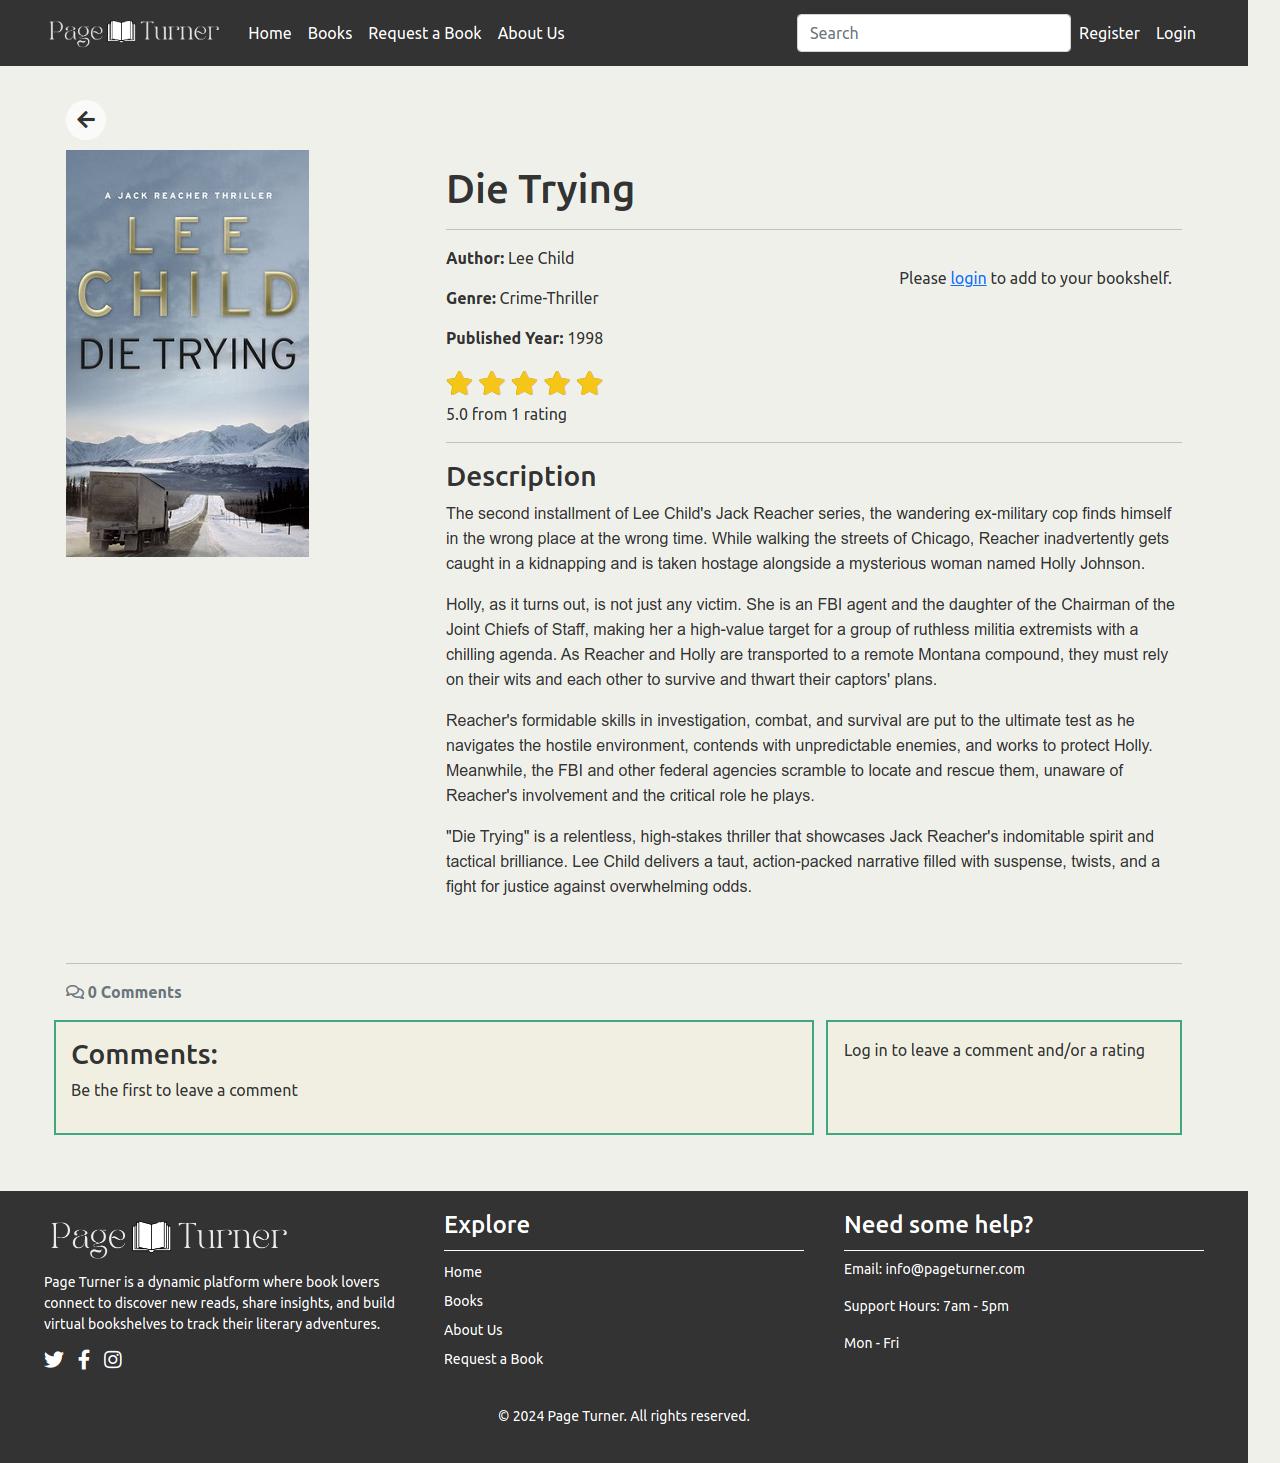 Page Turner
Home Books Request a Book About Us Search Register Login
A JACK REACHER THRILLER
LEE
CHILD
DIE TRYING
Die Trying
Author: Lee Child
Please login to add to your bookshelf.
Genre: Crime-Thriller
Published Year: 1998
5.0 from 1 rating
Description
The second installment of Lee Child's Jack Reacher series, the wandering ex-military cop finds himself
in the wrong place at the wrong time. While walking the streets of Chicago, Reacher inadvertently gets
caught in a kidnapping and is taken hostage alongside a mysterious woman named Holly Johnson.
Holly, as it turns out, is not just any victim. She is an FBI agent and the daughter of the Chairman of the
Joint Chiefs of Staff, making her a high-value target for a group of ruthless militia extremists with a
chilling agenda. As Reacher and Holly are transported to a remote Montana compound, they must rely
on their wits and each other to survive and thwart their captors' plans.
Reacher's formidable skills in investigation, combat, and survival are put to the ultimate test as he
navigates the hostile environment, contends with unpredictable enemies, and works to protect Holly.
Meanwhile, the FBI and other federal agencies scramble to locate and rescue them, unaware of
Reacher's involvement and the critical role he plays.
"Die Trying" is a relentless, high-stakes thriller that showcases Jack Reacher's indomitable spirit and
tactical brilliance. Lee Child delivers a taut, action-packed narrative filled with suspense, twists, and a
fight for justice against overwhelming odds.
0 Comments
Comments:
Be the first to leave a comment
Log in to leave a comment and/or a rating
Page Turner
Page Turner is a dynamic platform where book lovers
connect to discover new reads, share insights, and build
virtual bookshelves to track their literary adventures.
Explore
Home
Books
About Us
Request a Book
Need some help?
Email: info@pageturner.com
Support Hours: 7am - 5pm
Mon - Fri
© 2024 Page Turner. All rights reserved.